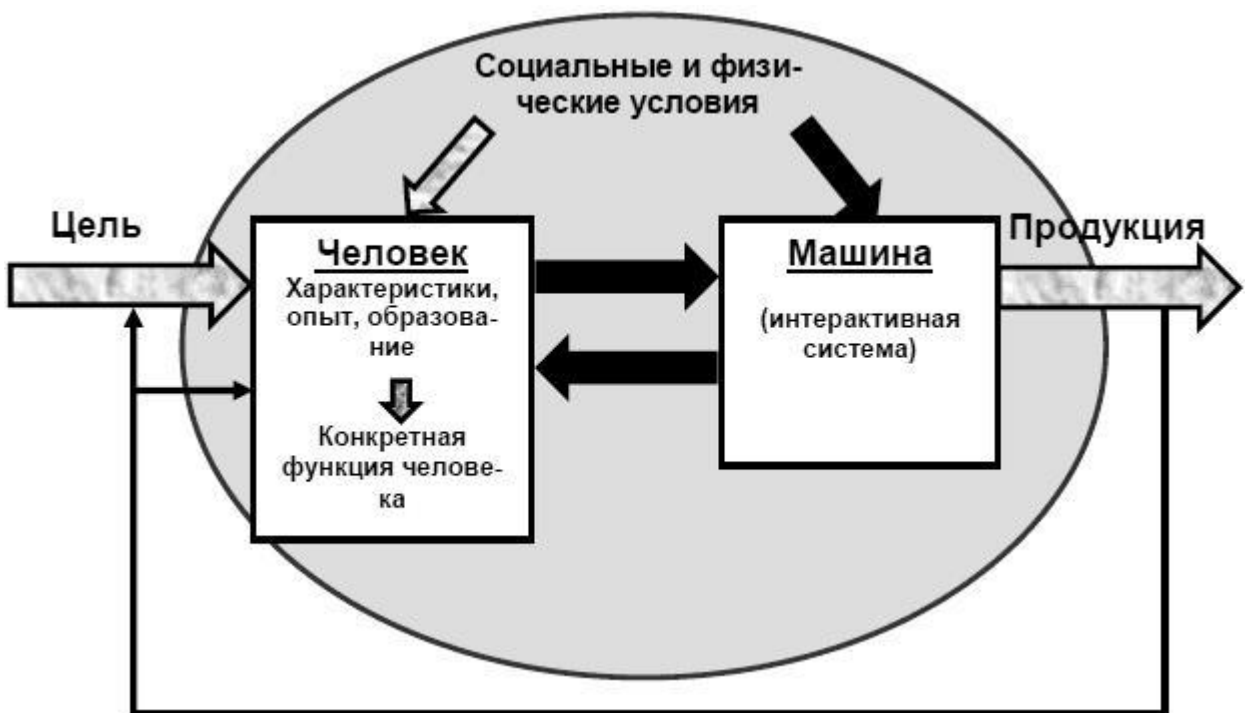 Социальные и физи-
ческие условия
Цель
Человек
Характеристики,
опыт, образова-
ние
Конкретная
функция челове-
ка
Машина
(интерактивная
система)
Продукция